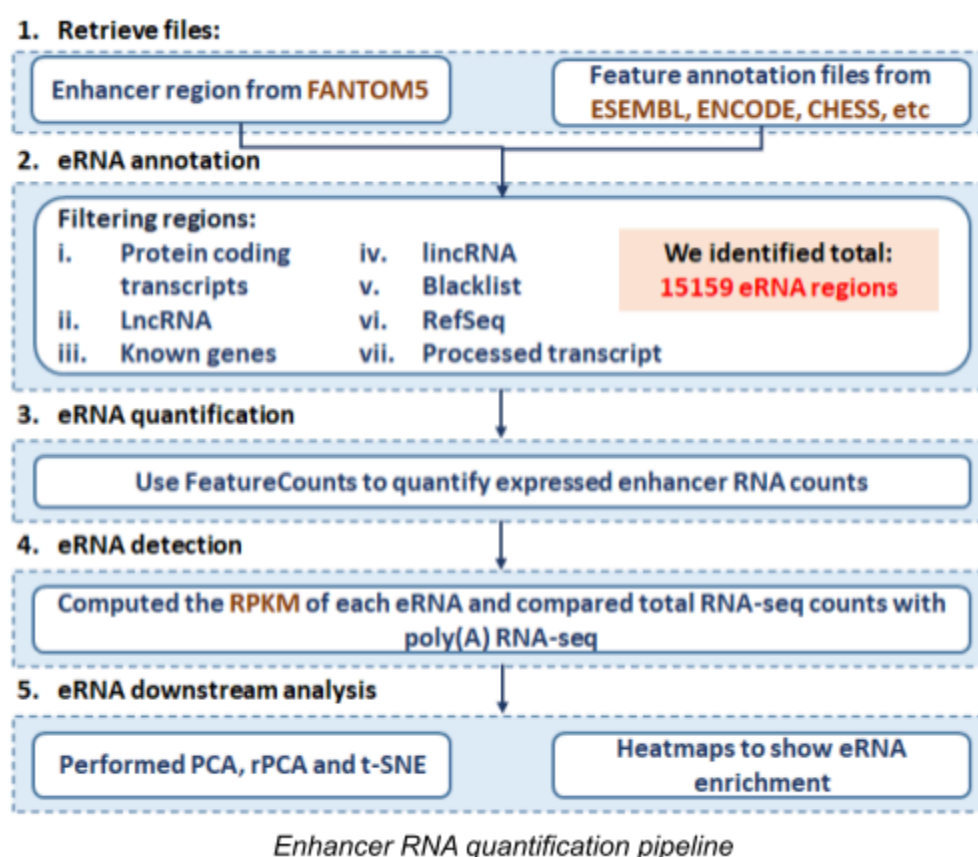 1. Retrieve files:
Enhancer region from FANTOM5
Feature annotation files from
ESEMBL, ENCODE, CHESS, etc
2. eRNA annotation
Filtering regions:
i. Protein coding
transcripts
ii. LncRNA
iii. Known genes
iv. lincRNA
v. Blacklist
vi. RefSeq
vii. Processed transcript
We identified total:
15159 eRNA regions
3. eRNA quantification
Use FeatureCounts to quantify expressed enhancer RNA counts
4. eRNA detection
Computed the RPKM of each eRNA and compared total RNA-seq counts with
poly(A) RNA-seq
5. eRNA downstream analysis
Performed PCA, rPCA and t-SNE
Heatmaps to show eRNA
enrichment
Enhancer RNA quantification pipeline